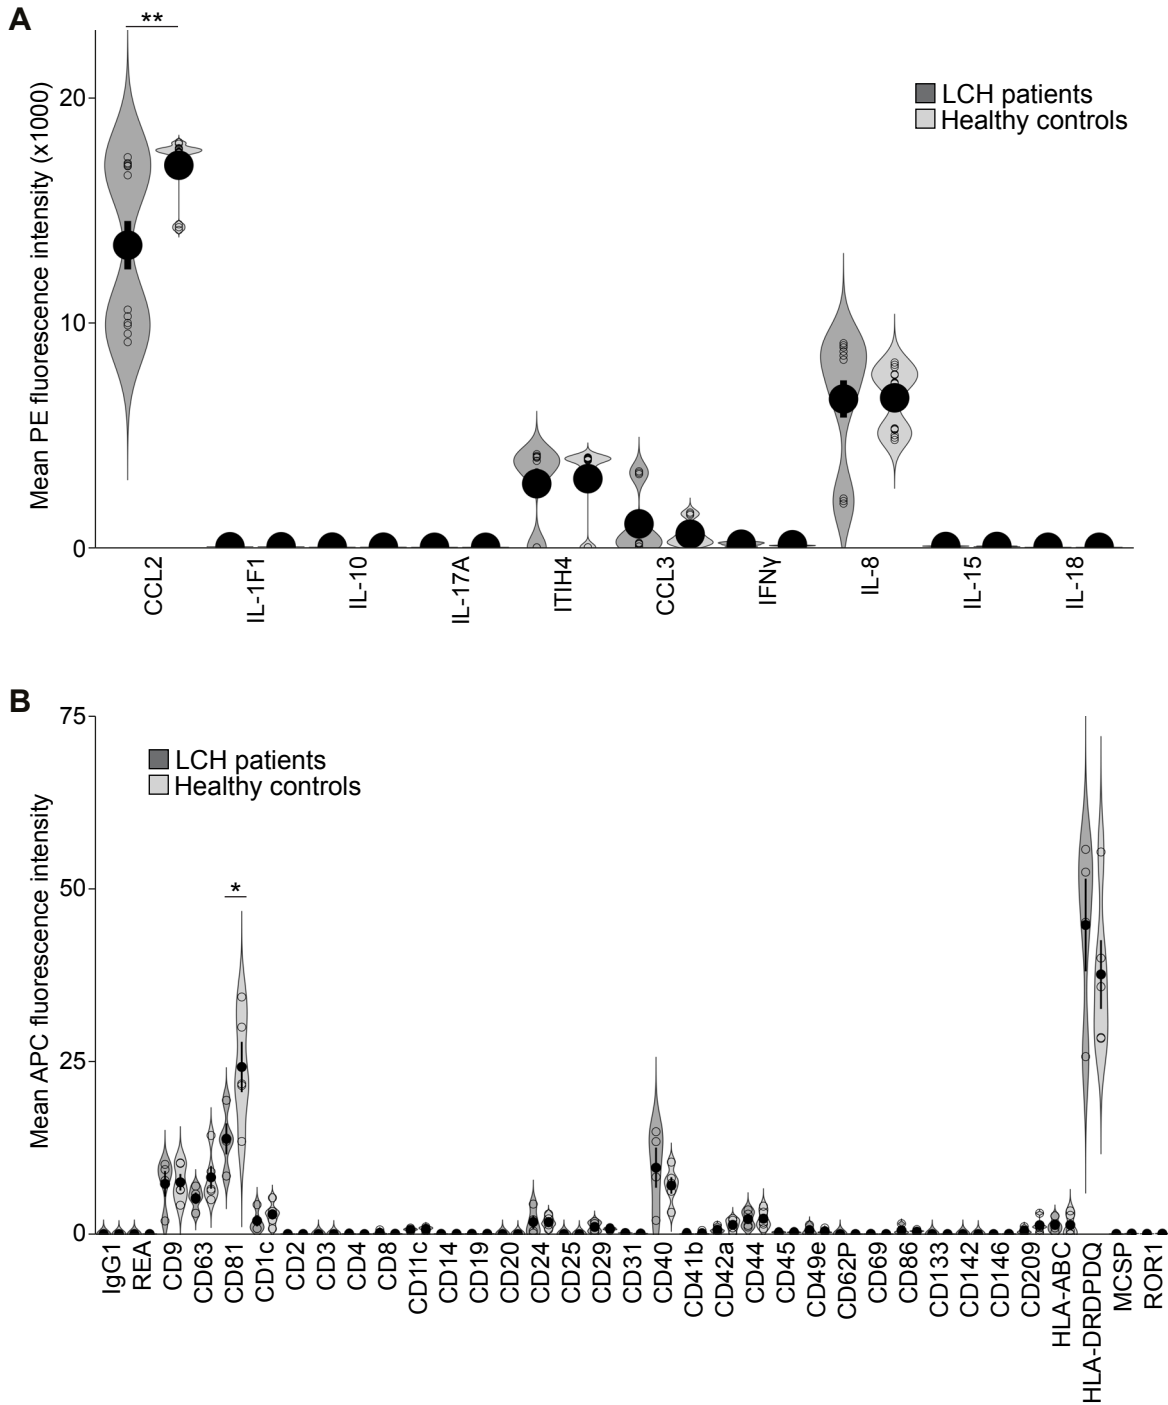 A
**
Mean PE fluorescence intensity (x1000)
20
10
0
LCH patients
Healthy controls
CCL2
IL-1F1
IL-10
IL-17A
ITIH4
CCL3
IFNγ
IL-8
IL-15
IL-18
B
Mean APC fluorescence intensity
75
50
25
0
LCH patients
Healthy controls
*
IgG1
REA
CD9
CD63
CD81
CD1c
CD2
CD3
CD4
CD8
CD11c
CD14
CD19
CD20
CD24
CD25
CD29
CD31
CD40
CD41b
CD42a
CD44
CD45
CD49e
CD62P
CD69
CD86
CD133
CD142
CD146
CD209
HLA-ABC
HLA-DRDPDQ
MCSP
ROR1